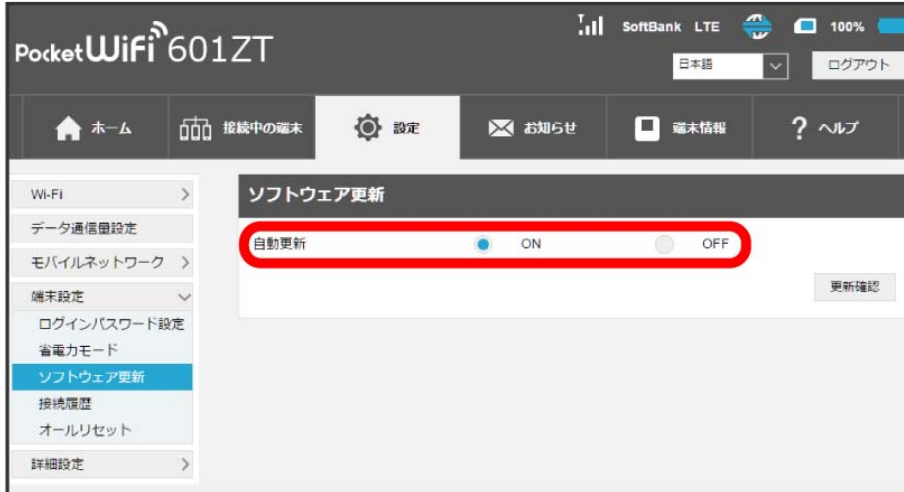 SoftBank LTE 100%
PocketWiFi 601ZT
日本語 ログアウト
ホーム 接続中の端末 設定 お知らせ 端末情報 ? ヘルプ
Wi-Fi
ソフトウェア更新
データ通信量設定
自動更新 ON OFF
モバイルネットワーク
更新確認
端末設定
ログインパスワード設定
省電力モード
ソフトウェア更新
接続履歴
オールリセット
詳細設定